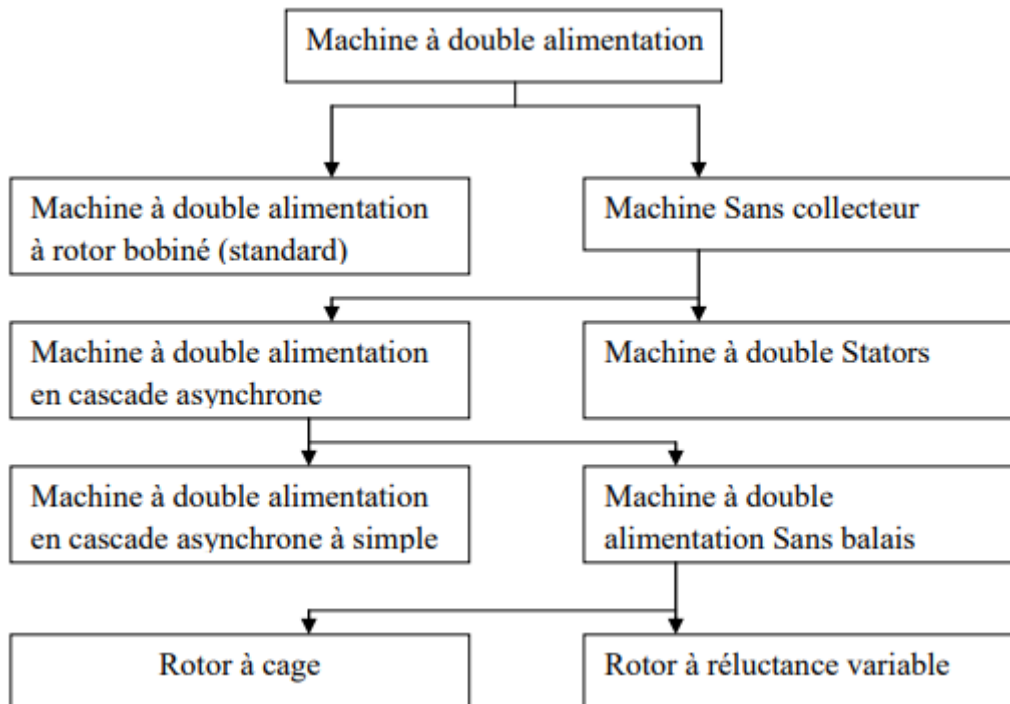 Machine à double alimentation
Machine à double alimentation
à rotor bobiné (standard)
Machine Sans collecteur
Machine à double alimentation
en cascade asynchrone
Machine à double Stators
Machine à double alimentation
en cascade asynchrone à simple
Machine à double
alimentation Sans balais
Rotor à cage
Rotor à réluctance variable